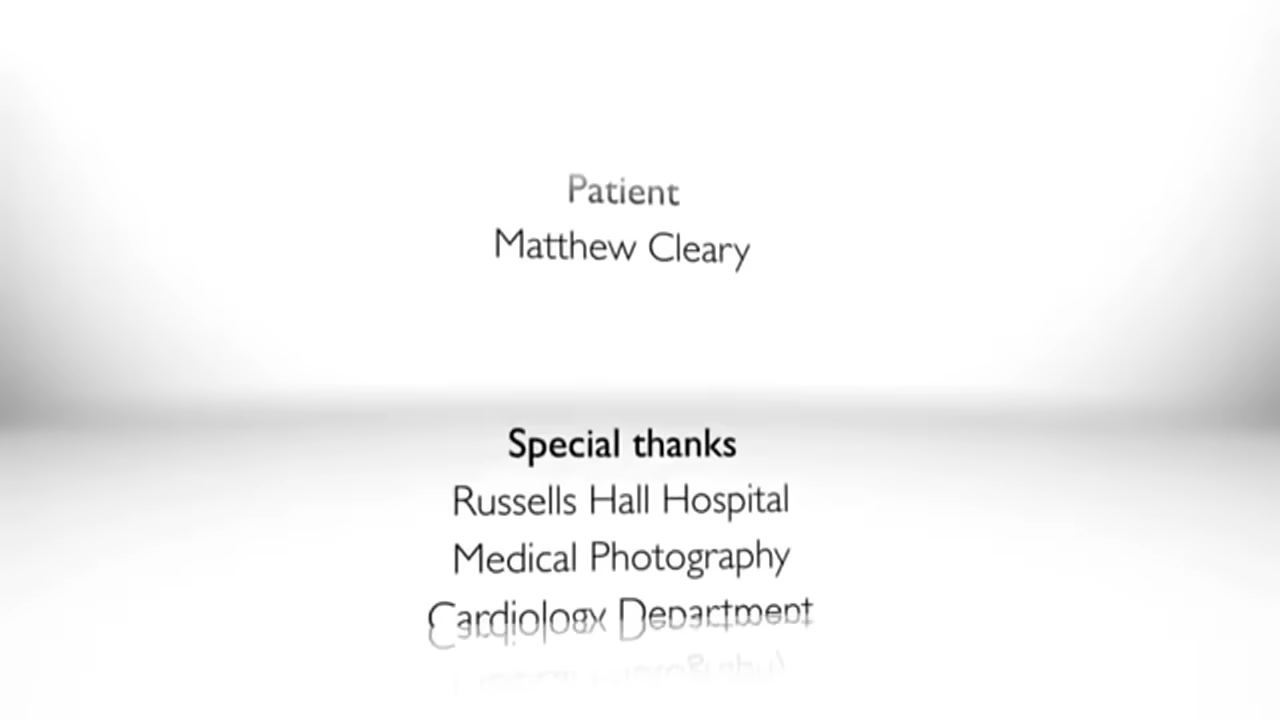 Patient
Matthew Cleary
Special thanks
Russells Hall Hospital
Medical Photography
Cardiology Department